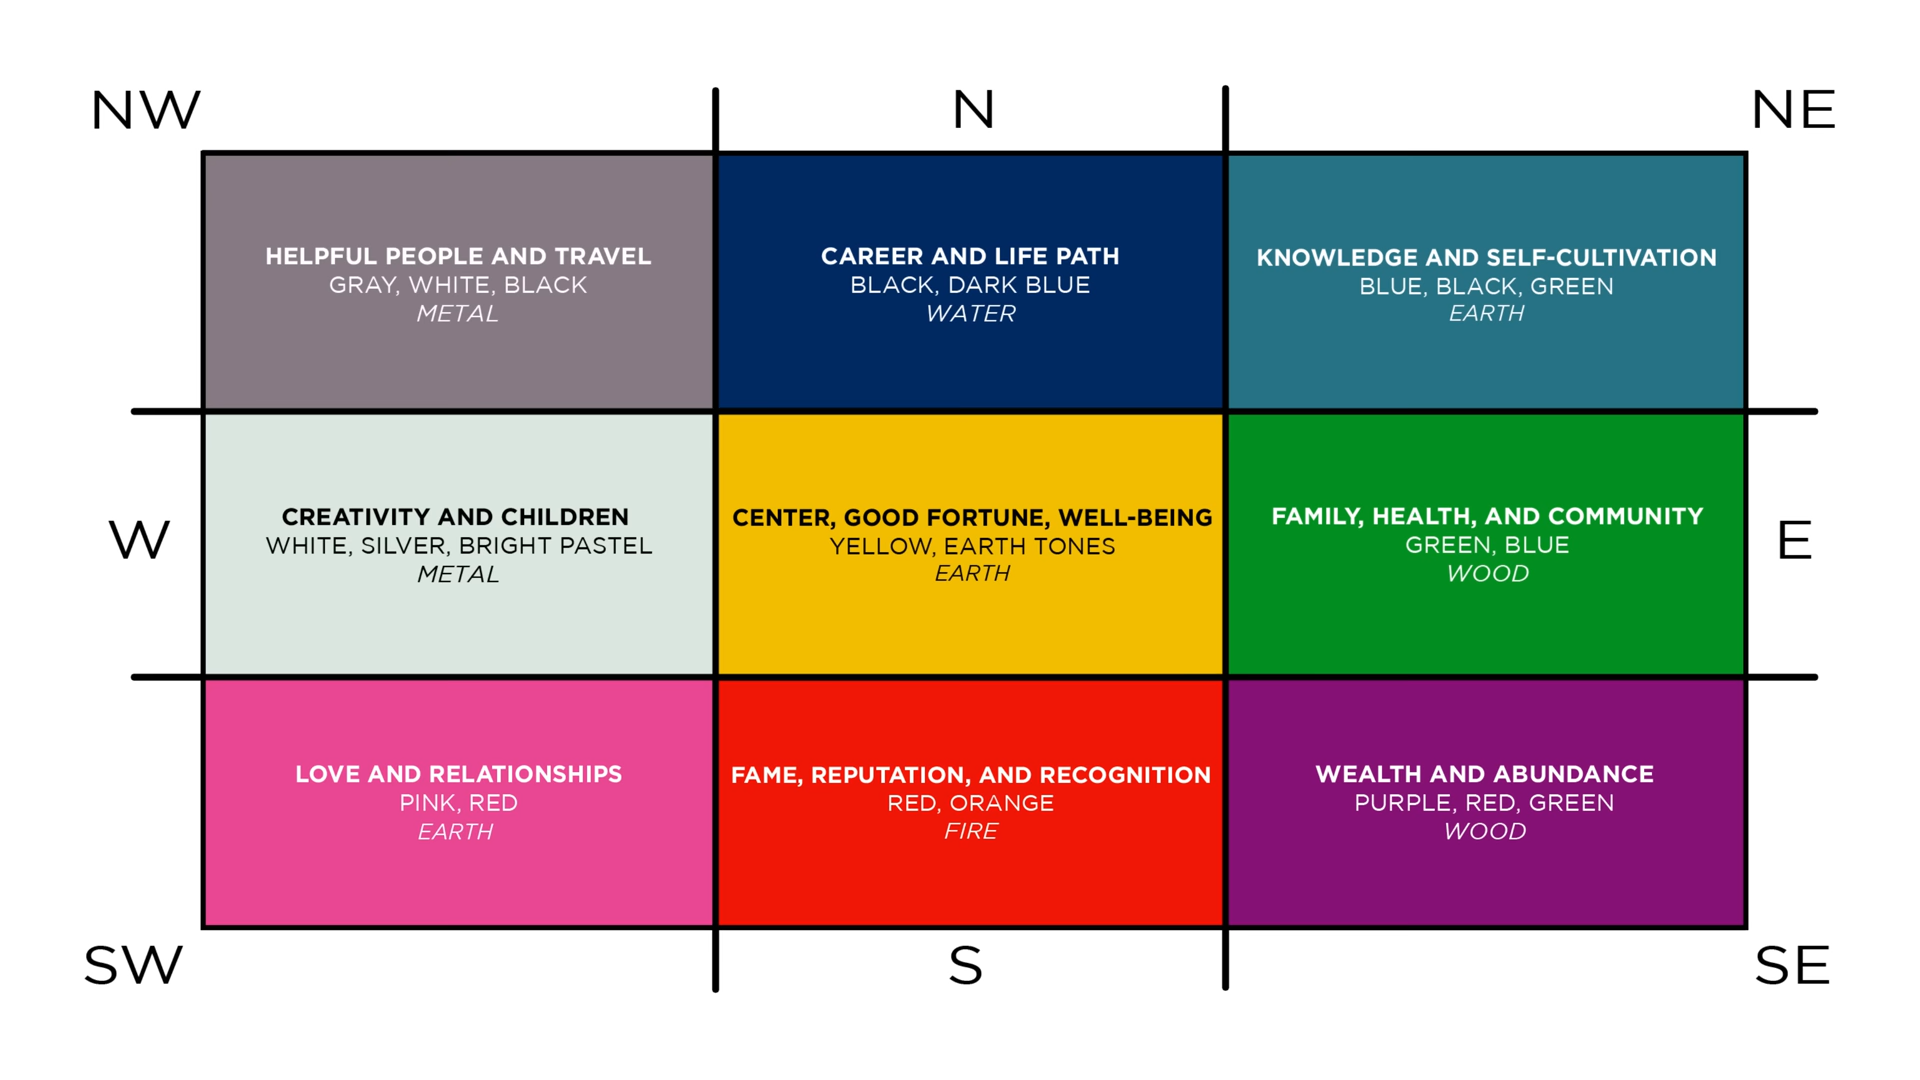 NW
N
NE
HELPFUL PEOPLE AND TRAVEL
GRAY, WHITE, BLACK
METAL
CAREER AND LIFE PATH
BLACK, DARK BLUE
WATER
KNOWLEDGE AND SELF-CULTIVATION
BLUE, BLACK, GREEN
EARTH
W
CREATIVITY AND CHILDREN
WHITE, SILVER, BRIGHT PASTEL
METAL
CENTER, GOOD FORTUNE, WELL-BEING
YELLOW, EARTH TONES
EARTH
FAMILY, HEALTH, AND COMMUNITY
GREEN, BLUE
WOOD
E
LOVE AND RELATIONSHIPS
PINK, RED
EARTH
FAME, REPUTATION, AND RECOGNITION
RED, ORANGE
FIRE
WEALTH AND ABUNDANCE
PURPLE, RED, GREEN
WOOD
SW
S
SE